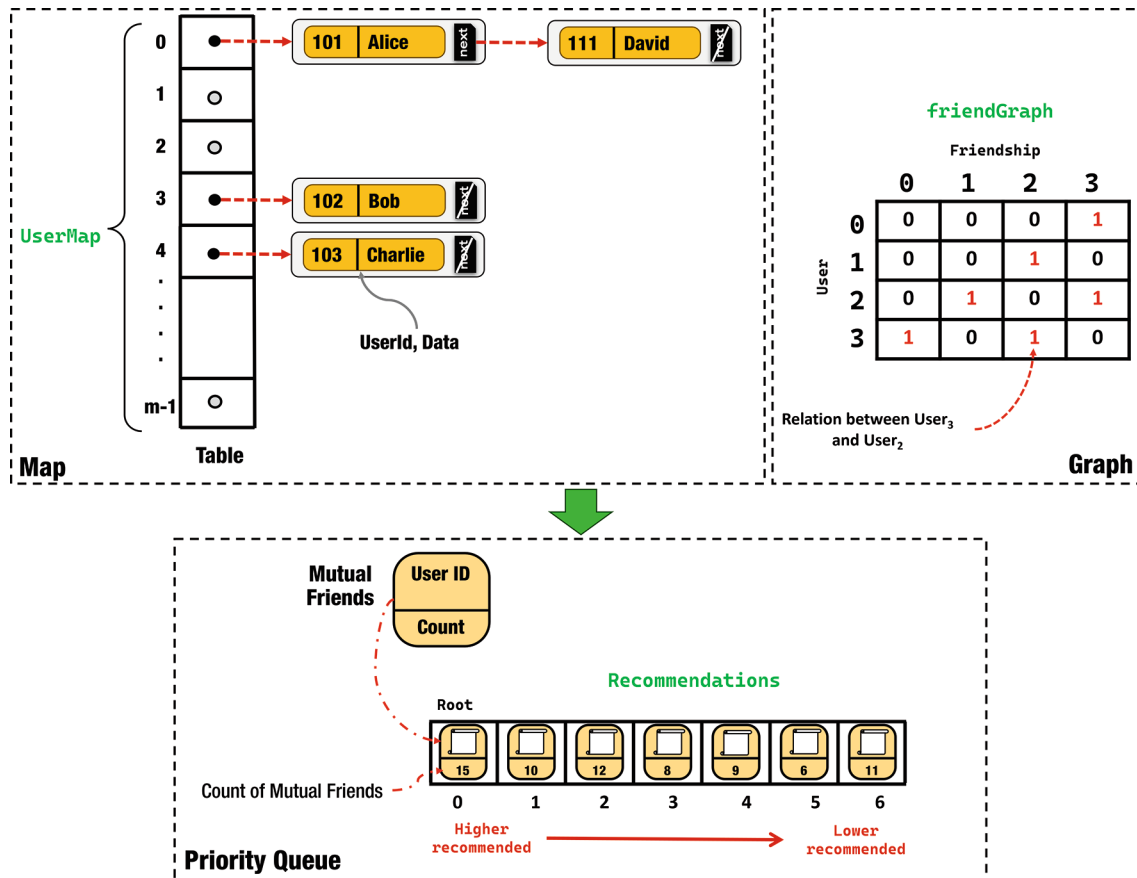 0
101 Alice next
111 David next
1
2
3
102 Bob next
UserMap
4
103 Charlie next
.
.
.
.
UserId, Data
m-1
Table
Map
friendGraph
Friendship
0 1 2 3
User
0 0 0 0 1
1 0 0 1 0
2 0 1 0 1
3 1 0 1 0
Relation between User₃
and User₂
Graph
Mutual
Friends
User ID
Count
Recommendations
Root
15 10 12 8 9 6 11
Count of Mutual Friends
0 1 2 3 4 5 6
Higher
recommended
Lower
recommended
Priority Queue